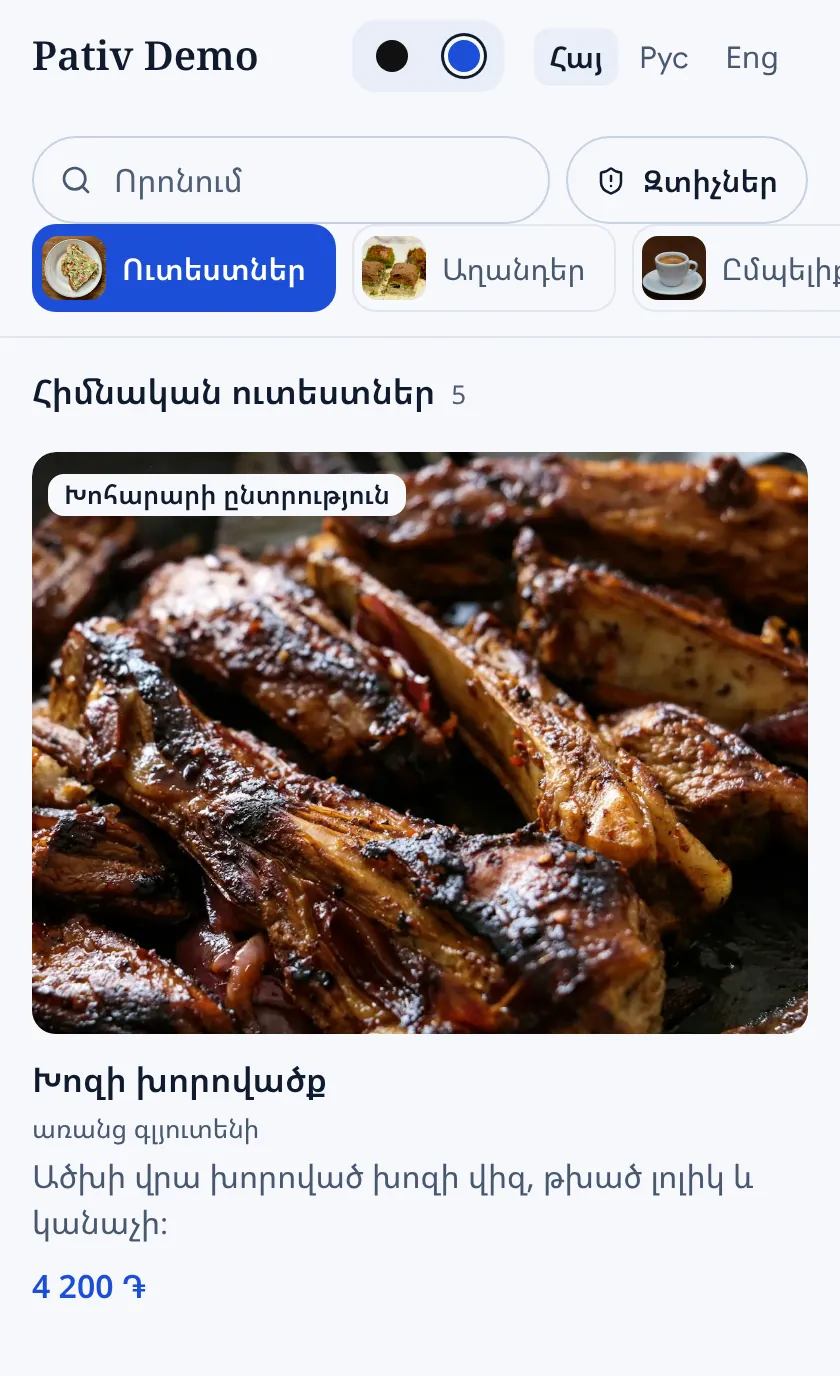 Pativ Demo
Հայ Рус Eng
Որոնում
Զտիչներ
Ուտեստներ
Աղանդեր
Հիմնական ուտեստներ 5
Խոհարարի ընտրություն
Խոզի խորոված​ք
առանց գլյուտենի
Ածխի վրա խորոված խոզի վիզ, թխած լոլիկ և
կանաչի:
4 200 ֏